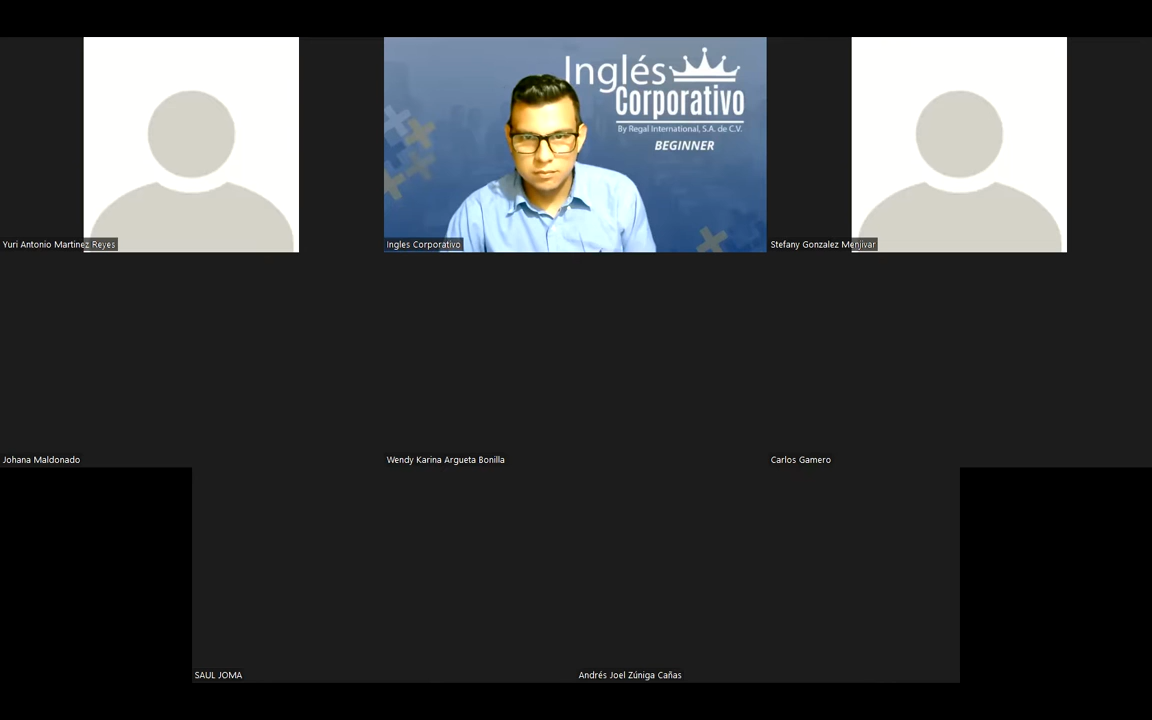 Inglés
Corporativo
By Regal International, S.A. de C.V.
BEGINNER
Yuri Antonio Martinez Reyes
Ingles Corporativo
Stefany Gonzalez Menjivar
Johana Maldonado
Wendy Karina Argueta Bonilla
Carlos Gamero
SAUL JOMA
Andrés Joel Zúniga Cañas